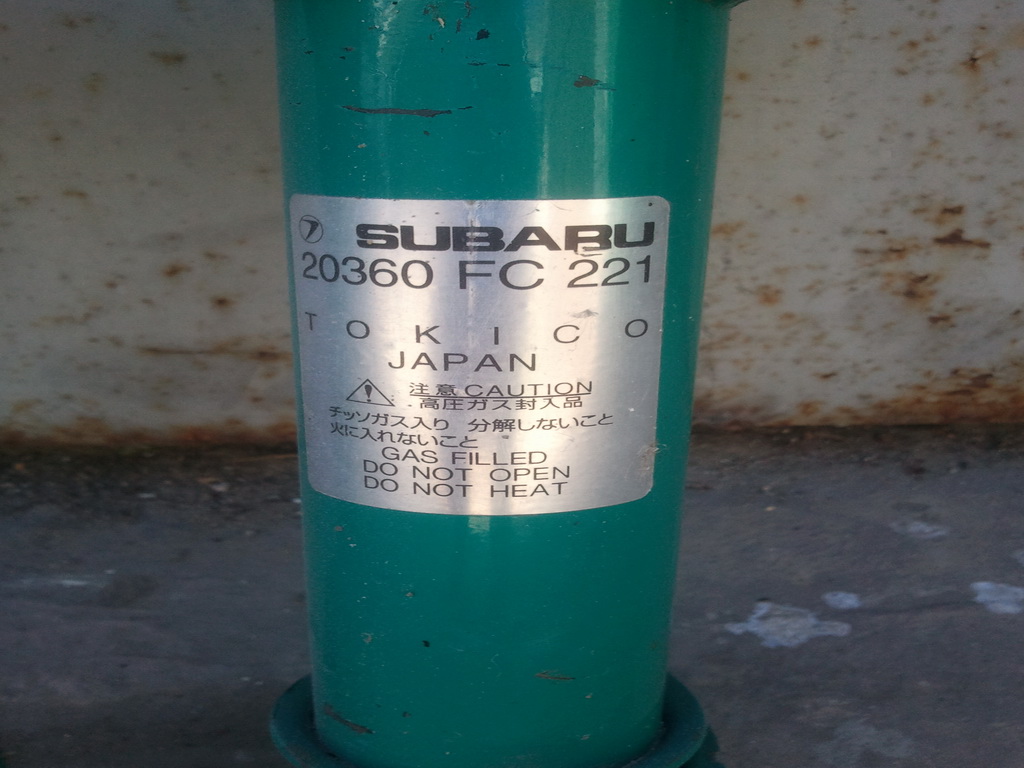 SUBARU
20360 FC 221
TOKICO
JAPAN
注意 CAUTION
高圧ガス封入品
チッソガス入り 分解しないこと
火に入れないこと
GAS FILLED
DO NOT OPEN
DO NOT HEAT